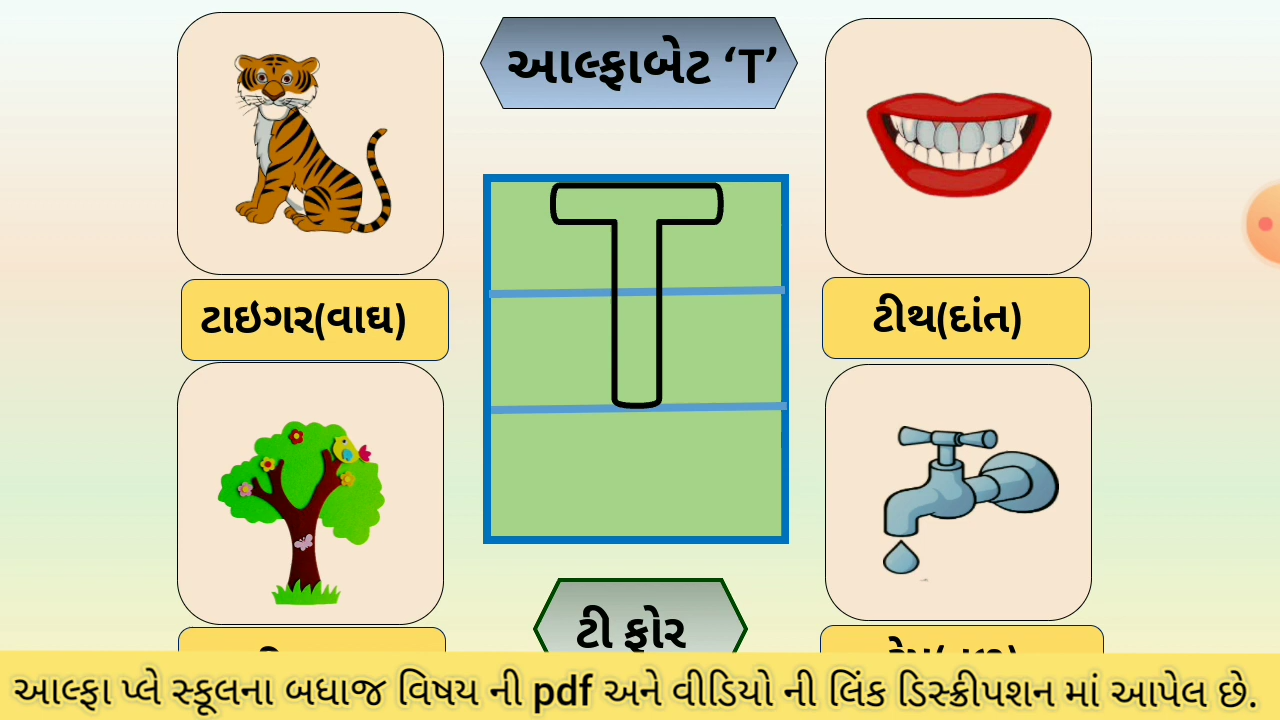 આલ્ફાબેટ ‘T’
ટાઇગર(વાઘ)
ટીથ(દાંત)
T
ટી ફોર
આલ્ફા પ્લે સ્કૂલના બધાજ વિષય ની pdf અને વીડિયો ની લિંક ડિસ્ક્રીપશન માં આપેલ છે.